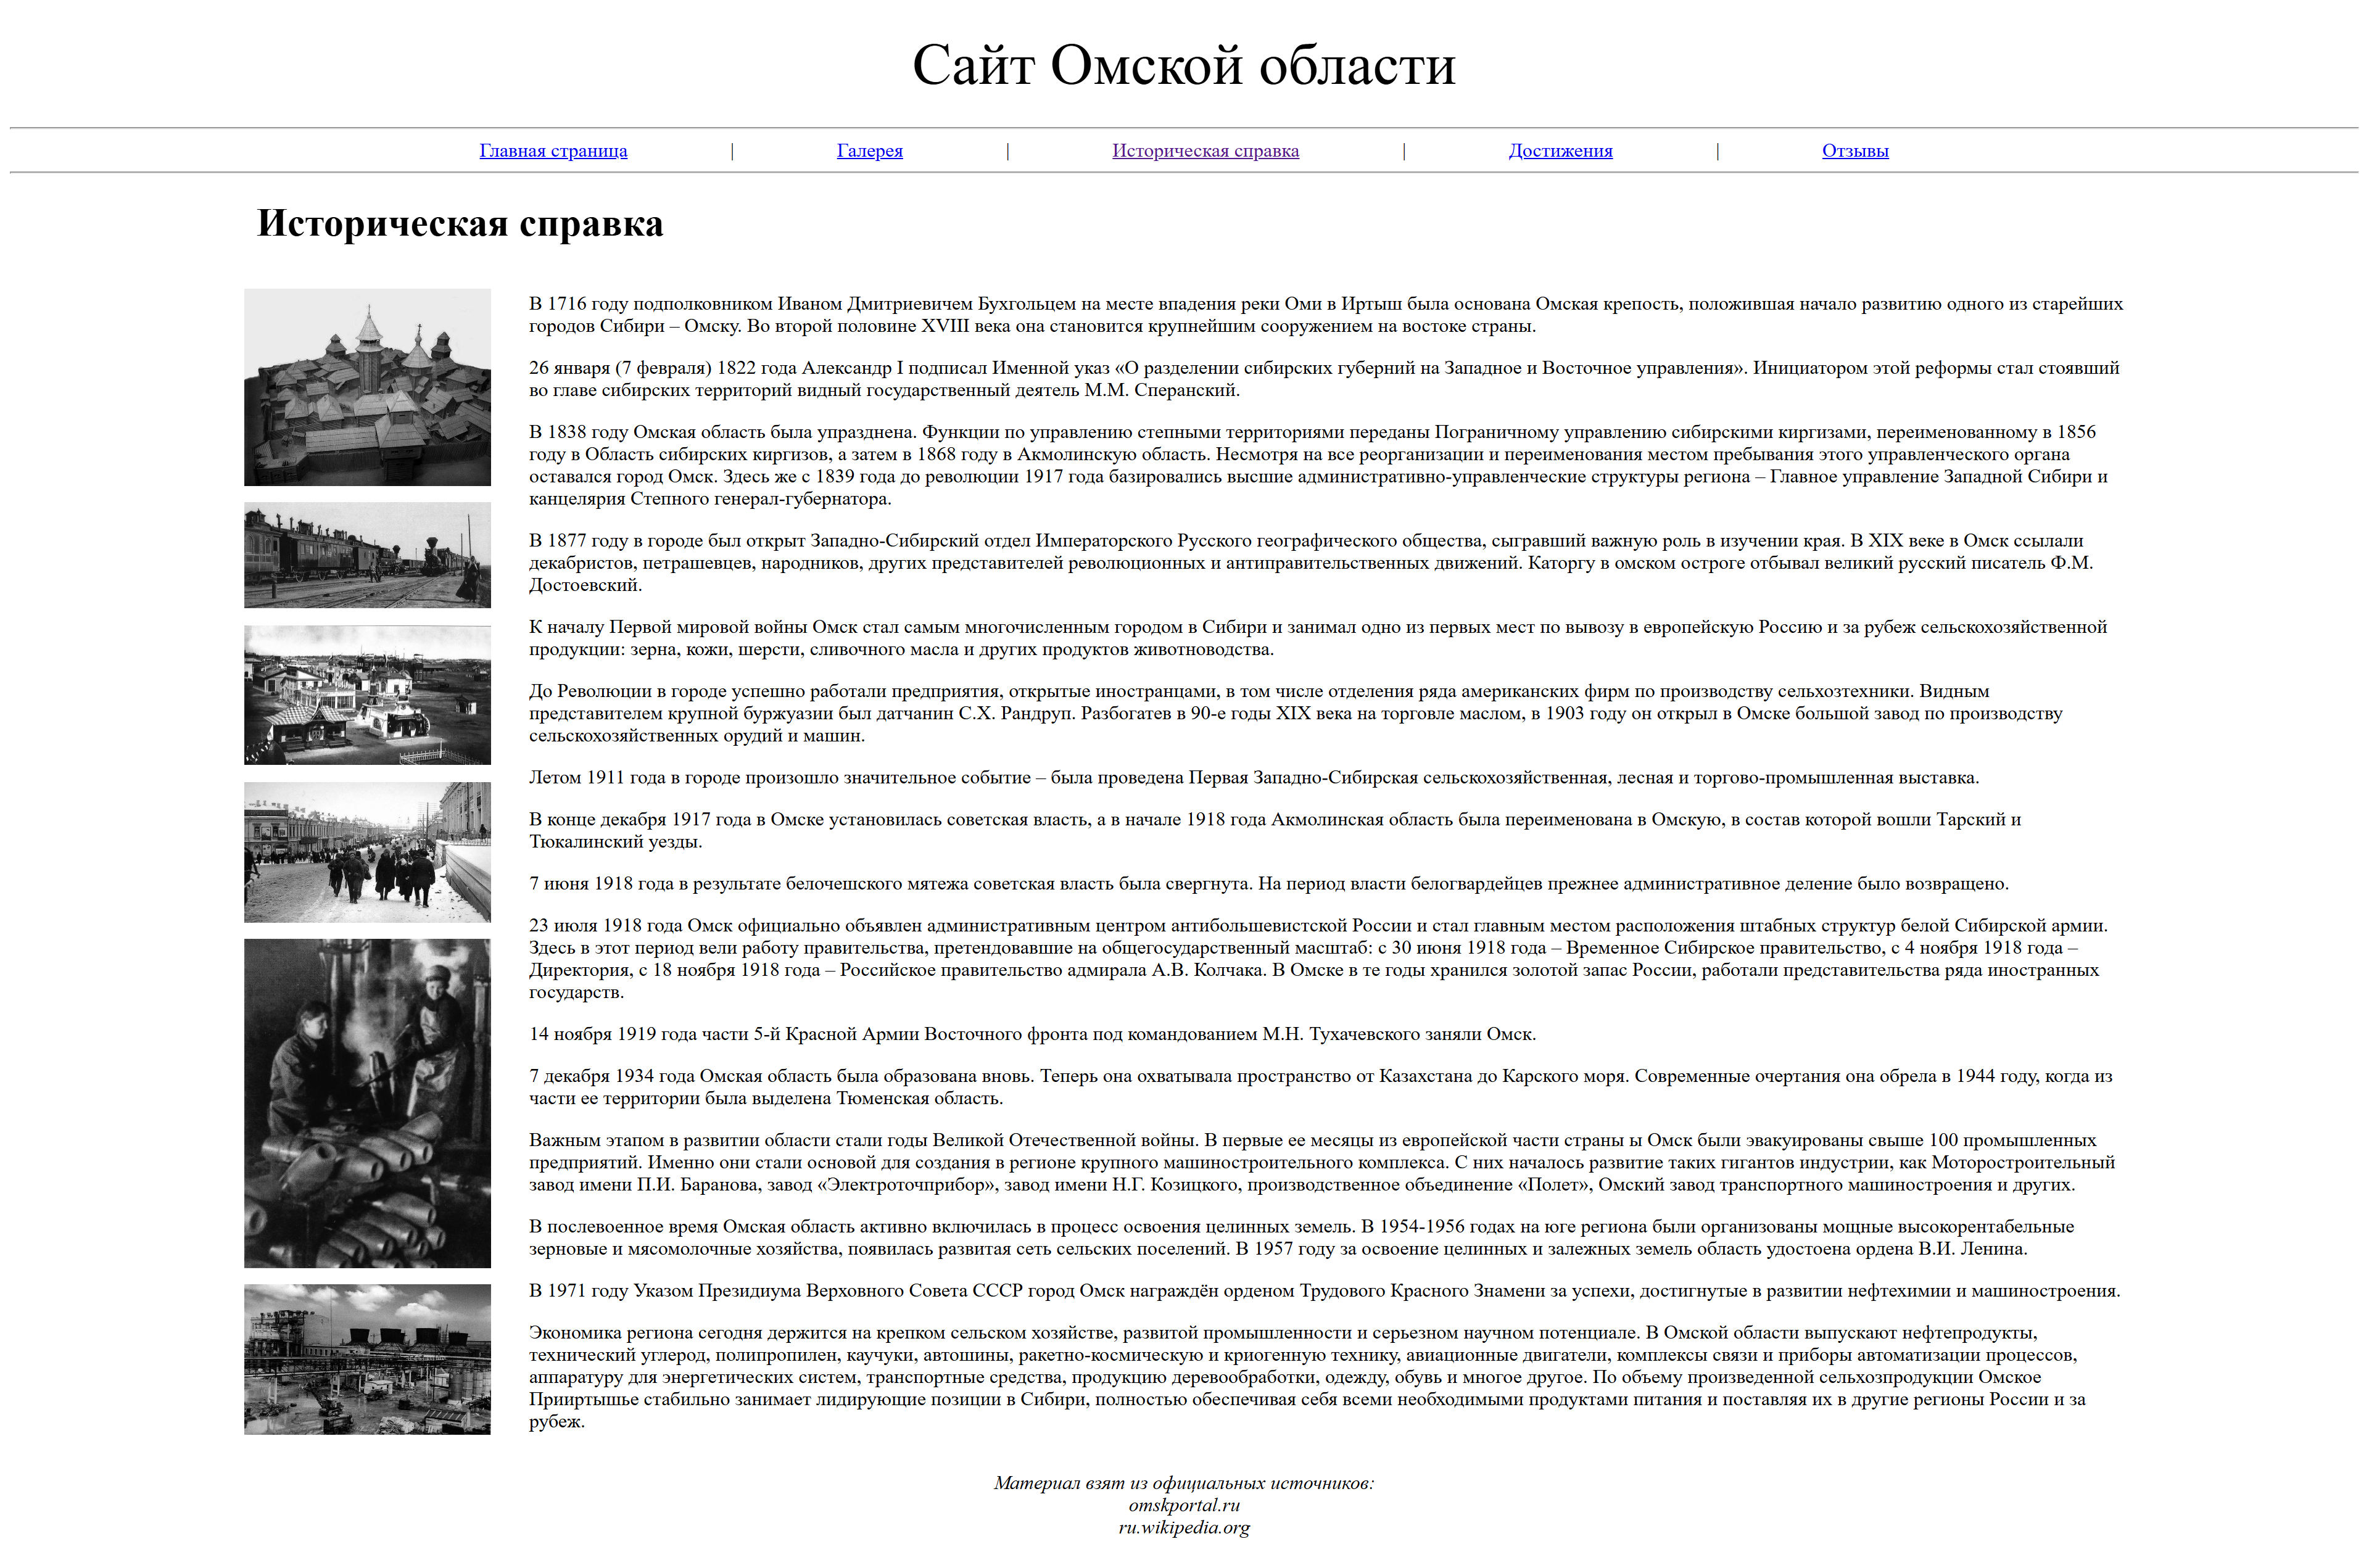 Сайт Омской области
Главная страница | Галерея | Историческая справка | Достижения | Отзывы
Историческая справка
В 1716 году подполковником Иваном Дмитриевичем Бухгольцем на месте впадения реки Оми в Иртыш была основана Омская крепость, положившая начало развитию одного из старейших
городов Сибири – Омску. Во второй половине XVIII века она становится крупнейшим сооружением на востоке страны.
26 января (7 февраля) 1822 года Александр I подписал Именной указ «О разделении сибирских губерний на Западное и Восточное управления». Инициатором этой реформы стал стоявший
во главе сибирских территорий видный государственный деятель М.М. Сперанский.
В 1838 году Омская область была упразднена. Функции по управлению степными территориями переданы Пограничному управлению сибирскими киргизами, переименованному в 1856
году в Область сибирских киргизов, а затем в 1868 году в Акмолинскую область. Несмотря на все реорганизации и переименования местом пребывания этого управленческого органа
оставался город Омск. Здесь же с 1839 года до революции 1917 года базировались высшие административно-управленческие структуры региона – Главное управление Западной Сибири и
канцелярия Степного генерал-губернатора.
В 1877 году в городе был открыт Западно-Сибирский отдел Императорского Русского географического общества, сыгравший важную роль в изучении края. В XIX веке в Омск ссылали
декабристов, петрашевцев, народников, других представителей революционных и антиправительственных движений. Каторгу в омском остроге отбывал великий русский писатель Ф.М.
Достоевский.
К началу Первой мировой войны Омск стал самым многочисленным городом в Сибири и занимал одно из первых мест по вывозу в европейскую Россию и за рубеж сельскохозяйственной
продукции: зерна, кожи, шерсти, сливочного масла и других продуктов животноводства.
До Революции в городе успешно работали предприятия, открытые иностранцами, в том числе отделения ряда американских фирм по производству сельхозтехники. Видным
представителем крупной буржуазии был датчанин С.Х. Рандруп. Разбогатев в 90-е годы XIX века на торговле маслом, в 1903 году он открыл в Омске большой завод по производству
сельскохозяйственных орудий и машин.
Летом 1911 года в городе произошло значительное событие – была проведена Первая Западно-Сибирская сельскохозяйственная, лесная и торгово-промышленная выставка.
В конце декабря 1917 года в Омске установилась советская власть, а в начале 1918 года Акмолинская область была переименована в Омскую, в состав которой вошли Тарский и
Тюкалинский уезды.
7 июня 1918 года в результате белочешского мятежа советская власть была свергнута. На период власти белогвардейцев прежнее административное деление было возвращено.
23 июля 1918 года Омск официально объявлен административным центром антибольшевистской России и стал главным местом расположения штабных структур белой Сибирской армии.
Здесь в этот период вели работу правительства, претендовавшие на общегосударственный масштаб: с 30 июня 1918 года – Временное Сибирское правительство, с 4 ноября 1918 года –
Директория, с 18 ноября 1918 года – Российское правительство адмирала А.В. Колчака. В Омске в те годы хранился золотой запас России, работали представительства ряда иностранных
государств.
14 ноября 1919 года части 5-й Красной Армии Восточного фронта под командованием М.Н. Тухачевского заняли Омск.
7 декабря 1934 года Омская область была образована вновь. Теперь она охватывала пространство от Казахстана до Карского моря. Современные очертания она обрела в 1944 году, когда из
части ее территории была выделена Тюменская область.
Важным этапом в развитии области стали годы Великой Отечественной войны. В первые ее месяцы из европейской части страны ы Омск были эвакуированы свыше 100 промышленных
предприятий. Именно они стали основой для создания в регионе крупного машиностроительного комплекса. С них началось развитие таких гигантов индустрии, как Моторостроительный
завод имени П.И. Баранова, завод «Электроточприбор», завод имени Н.Г. Козицкого, производственное объединение «Полет», Омский завод транспортного машиностроения и других.
В послевоенное время Омская область активно включилась в процесс освоения целинных земель. В 1954-1956 годах на юге региона были организованы мощные высокорентабельные
зерновые и мясомолочные хозяйства, появилась развитая сеть сельских поселений. В 1957 году за освоение целинных и залежных земель область удостоена ордена В.И. Ленина.
В 1971 году Указом Президиума Верховного Совета СССР город Омск награждён орденом Трудового Красного Знамени за успехи, достигнутые в развитии нефтехимии и машиностроения.
Экономика региона сегодня держится на крепком сельском хозяйстве, развитой промышленности и серьезном научном потенциале. В Омской области выпускают нефтепродукты,
технический углерод, полипропилен, каучуки, автошины, ракетно-космическую и криогенную технику, авиационные двигатели, комплексы связи и приборы автоматизации процессов,
аппаратуру для энергетических систем, транспортные средства, продукцию деревообработки, одежду, обувь и многое другое. По объему произведенной сельхозпродукции Омское
Прииртышье стабильно занимает лидирующие позиции в Сибири, полностью обеспечивая себя всеми необходимыми продуктами питания и поставляя их в другие регионы России и за
рубеж.
Материал взят из официальных источников:
omskportal.ru
ru.wikipedia.org